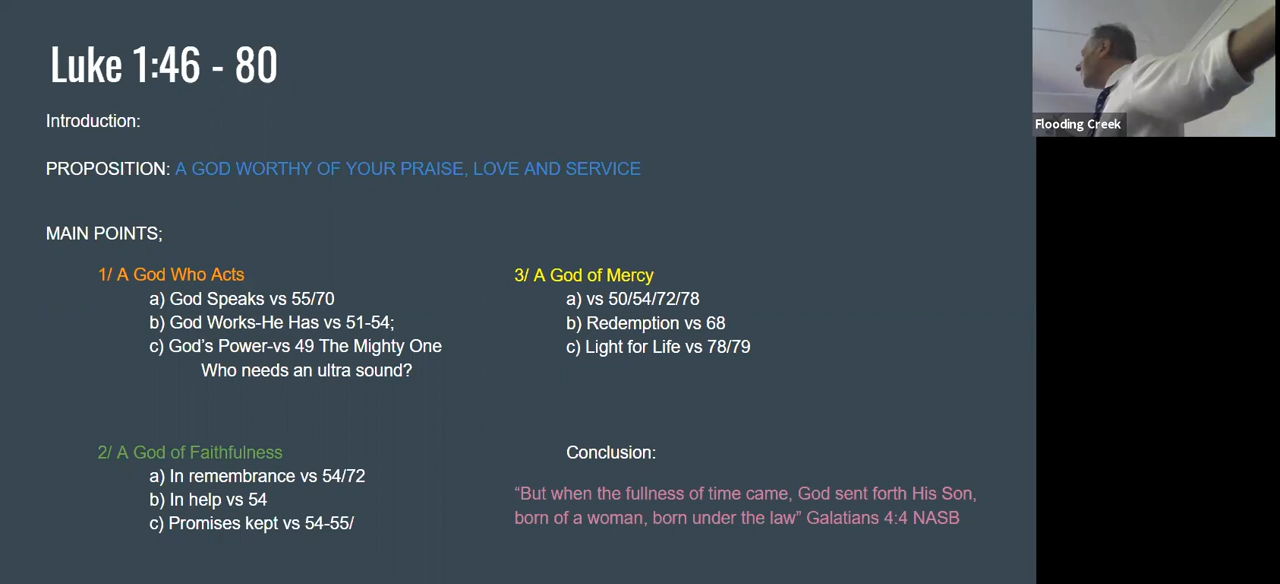 Luke 1:46 - 80
Flooding Creek
Introduction:
PROPOSITION: A GOD WORTHY OF YOUR PRAISE, LOVE AND SERVICE
MAIN POINTS;
1/ A God Who Acts
a) God Speaks vs 55/70
b) God Works-He Has vs 51-54;
c) God's Power-vs 49 The Mighty One
Who needs an ultra sound?
2/ A God of Faithfulness
a) In remembrance vs 54/72
b) In help vs 54
c) Promises kept vs 54-55/
3/ A God of Mercy
a) vs 50/54/72/78
b) Redemption vs 68
c) Light for Life vs 78/79
Conclusion:
“But when the fullness of time came, God sent forth His Son,
born of a woman, born under the law” Galatians 4:4 NASB